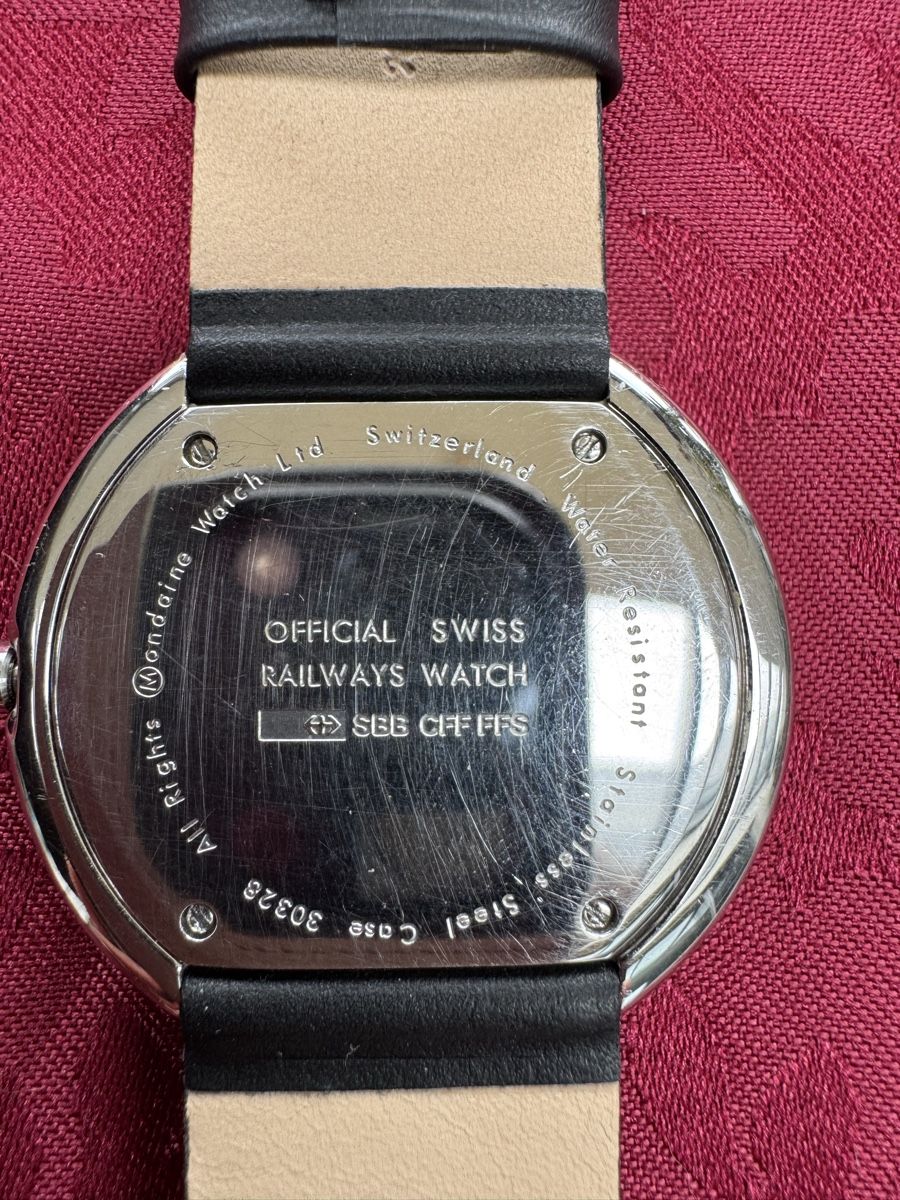 All Rights Ⓜondaine Watch Ltd Switzerland Water Resistant Stainless Steel Case 30328
OFFICIAL SWISS
RAILWAYS WATCH
SBB CFF FFS